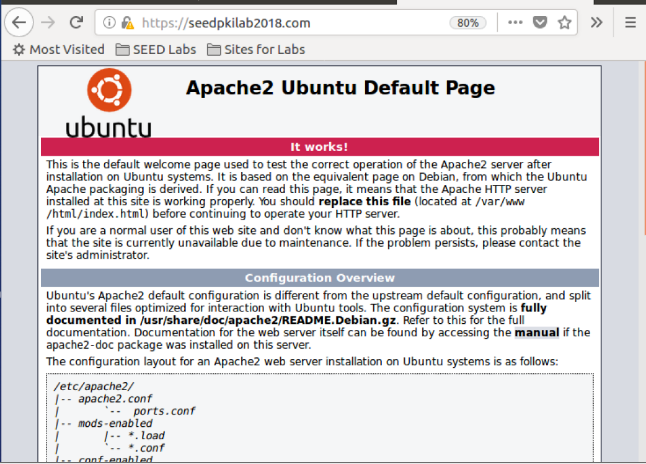 https://seedpkilab2018.com
80%
Most Visited SEED Labs Sites for Labs
ubuntu
Apache2 Ubuntu Default Page
It works!
This is the default welcome page used to test the correct operation of the Apache2 server after
installation on Ubuntu systems. It is based on the equivalent page on Debian, from which the Ubuntu
Apache packaging is derived. If you can read this page, it means that the Apache HTTP server
installed at this site is working properly. You should replace this file (located at /var/www
/html/index.html) before continuing to operate your HTTP server.
If you are a normal user of this web site and don't know what this page is about, this probably means
that the site is currently unavailable due to maintenance. If the problem persists, please contact the
site's administrator.
Configuration Overview
Ubuntu's Apache2 default configuration is different from the upstream default configuration, and split
into several files optimized for interaction with Ubuntu tools. The configuration system is fully
documented in /usr/share/doc/apache2/README.Debian.gz. Refer to this for the full
documentation. Documentation for the web server itself can be found by accessing the manual if the
apache2-doc package was installed on this server.
The configuration layout for an Apache2 web server installation on Ubuntu systems is as follows:
/etc/apache2/
|-- apache2.conf
|       `--  ports.conf
|-- mods-enabled
|       |-- *.load
|       `-- *.conf
|-- conf-enabled